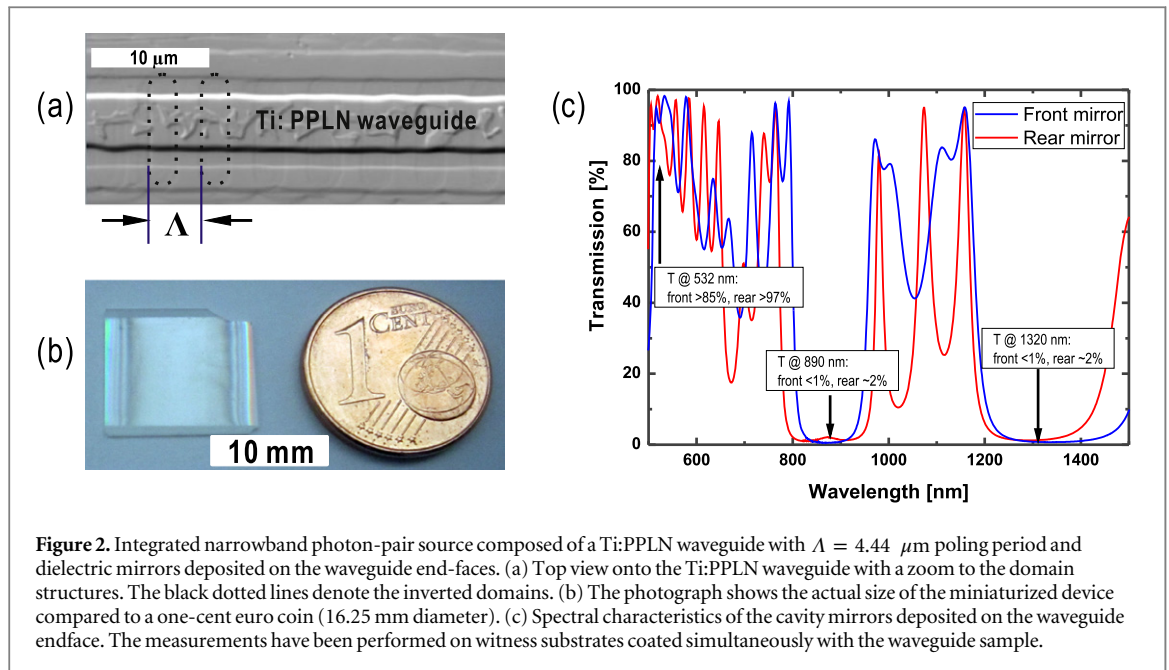 (a)
10 µm
Ti: PPLN waveguide
Λ
(b)
1
EURO
CENT
10 mm
(c)
Transmission [%]
100
80
60
40
20
0
Front mirror
Rear mirror
T @ 532 nm:
front >85%, rear >97%
T @ 890 nm:
front <1%, rear ~2%
T @ 1320 nm:
front <1%, rear ~2%
600 800 1000 1200 1400
Wavelength [nm]
Figure 2. Integrated narrowband photon-pair source composed of a Ti:PPLN waveguide with Λ = 4.44 µm poling period and
dielectric mirrors deposited on the waveguide end-faces. (a) Top view onto the Ti:PPLN waveguide with a zoom to the domain
structures. The black dotted lines denote the inverted domains. (b) The photograph shows the actual size of the miniaturized device
compared to a one-cent euro coin (16.25 mm diameter). (c) Spectral characteristics of the cavity mirrors deposited on the waveguide
endface. The measurements have been performed on witness substrates coated simultaneously with the waveguide sample.